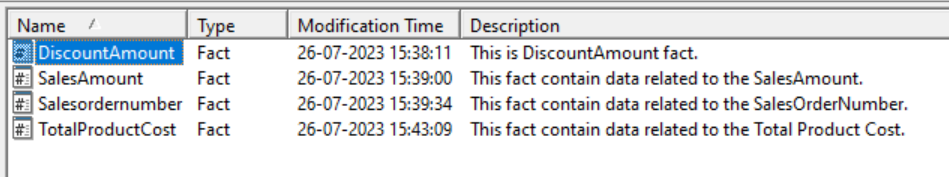 Name Type Modification Time Description
DiscountAmount Fact 26-07-2023 15:38:11 This is DiscountAmount fact.
SalesAmount Fact 26-07-2023 15:39:00 This fact contain data related to the SalesAmount.
Salesordernumber Fact 26-07-2023 15:39:34 This fact contain data related to the SalesOrderNumber.
TotalProductCost Fact 26-07-2023 15:43:09 This fact contain data related to the Total Product Cost.